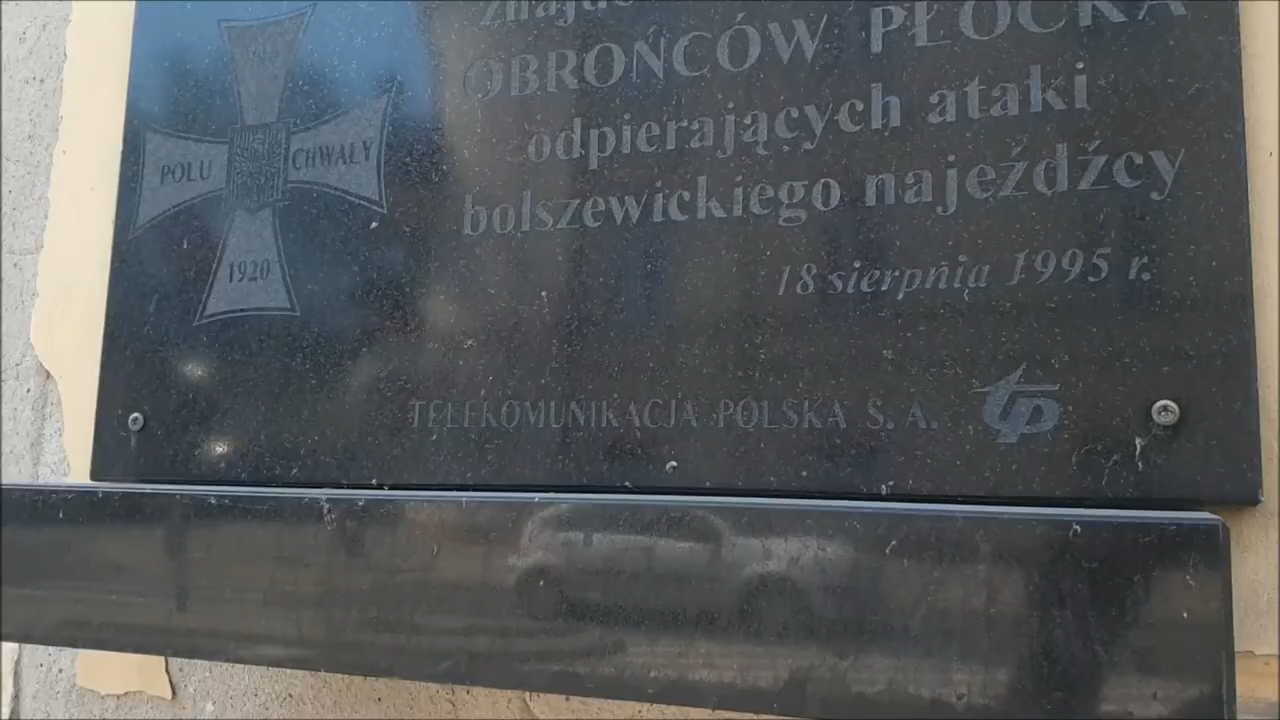 OBROŃCÓW PŁOCKA
odpierających ataki
bolszewickiego najeźdźcy
18 sierpnia 1995 r.
POLU CHWAŁY
1920
TELEKOMUNIKACJA POLSKA S. A. tp